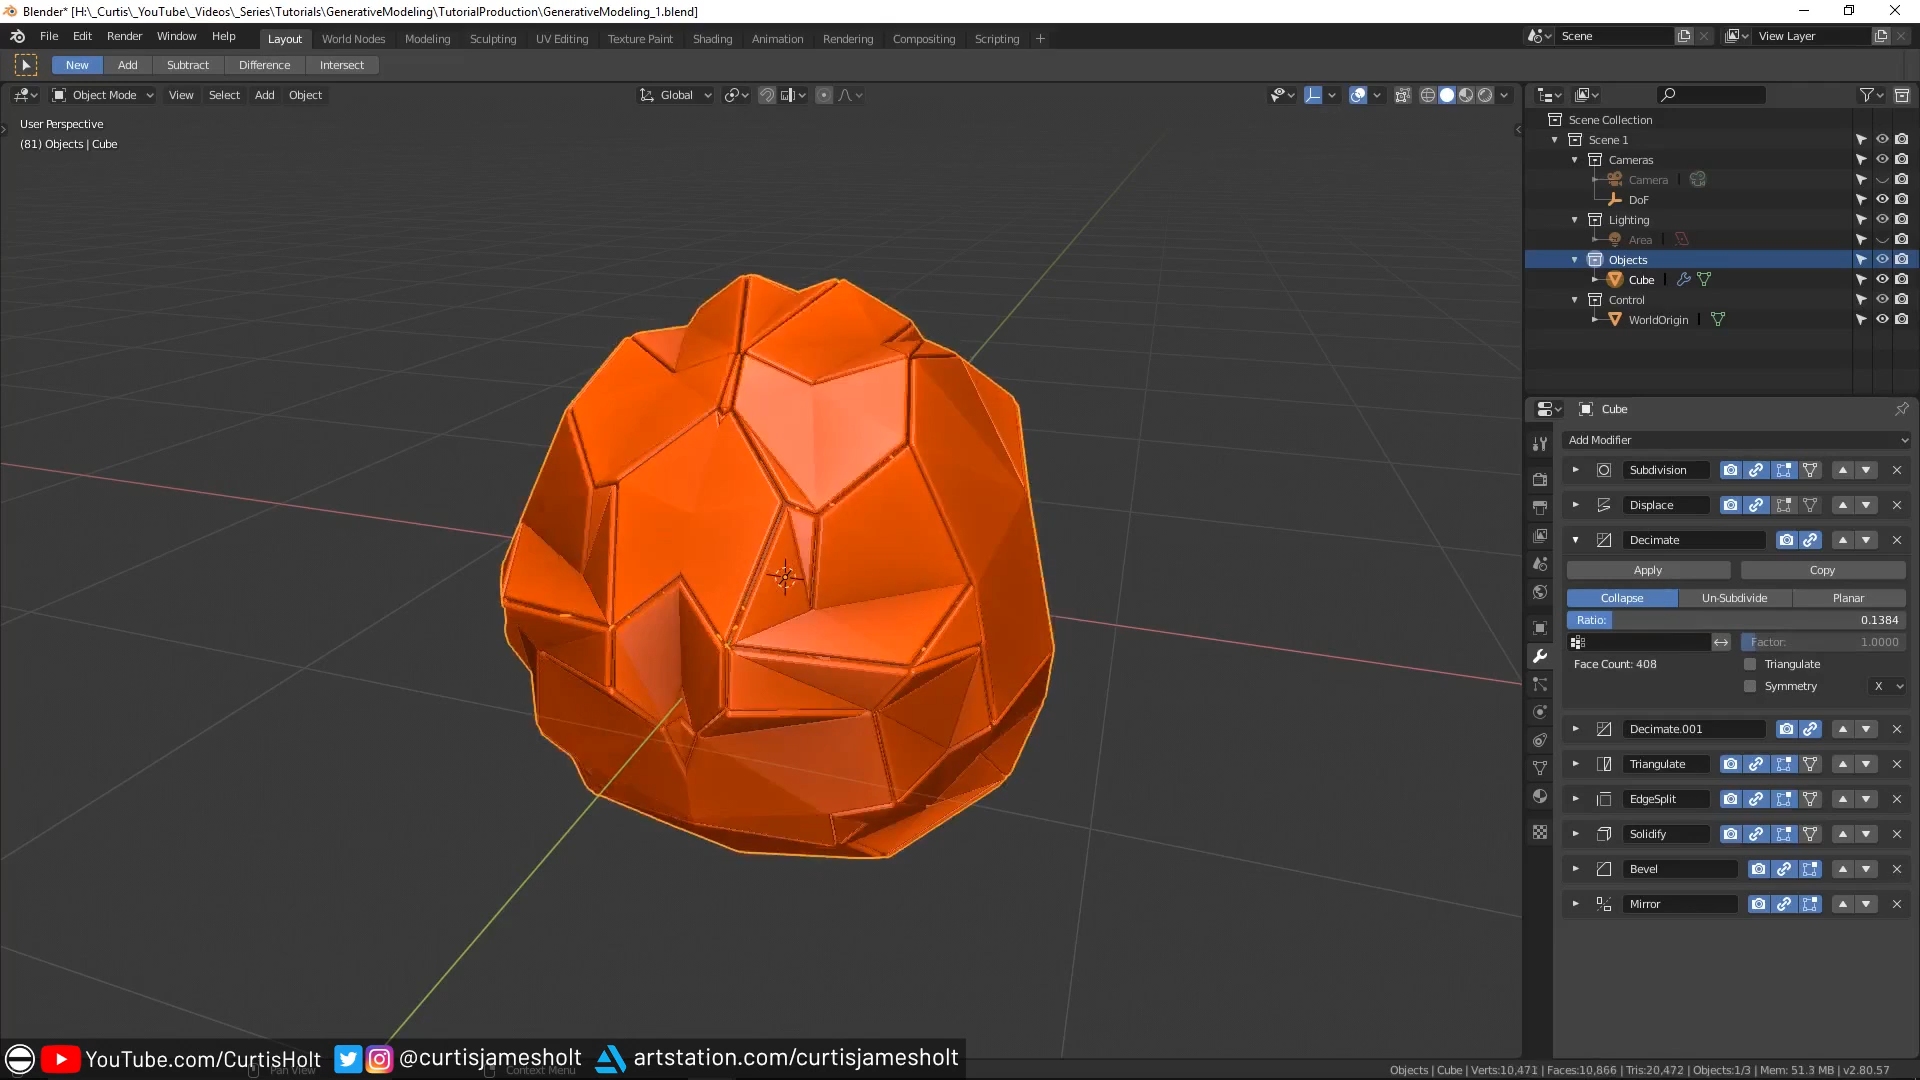 Blender* [H:\_Curtis\_YouTube\_Videos\_Series\Tutorials\GenerativeModeling\TutorialProduction\GenerativeModeling_1.blend]
File Edit Render Window Help Layout World Nodes Modeling Sculpting UV Editing Texture Paint Shading Animation Rendering Compositing Scripting + Scene View Layer
New Add Subtract Difference Intersect
Object Mode View Select Add Object Global
User Perspective
(81) Objects | Cube
Scene Collection
Scene 1
Cameras
Camera
DoF
Lighting
Area
Objects
Cube
Control
WorldOrigin
Cube
Add Modifier
Subdivision
Displace
Decimate
Apply Copy
Collapse Un-Subdivide Planar
Ratio: 0.1384
Factor: 1.0000
Face Count: 408 Triangulate
Symmetry X
Decimate.001
Triangulate
EdgeSplit
Solidify
Bevel
Mirror
YouTube.com/CurtisHolt @curtisjamesholt artstation.com/curtisjamesholt
Pan View Context Menu
Objects | Cube | Verts:10,471 | Faces:10,866 | Tris:20,472 | Objects:1/3 | Mem: 51.3 MB | v2.80.57